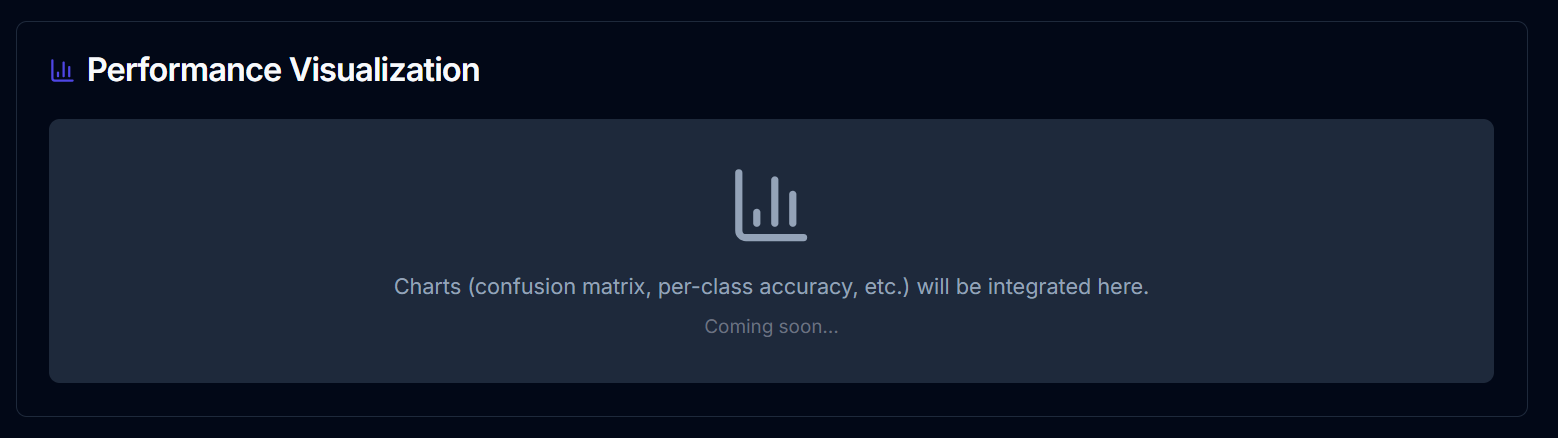 Performance Visualization
Charts (confusion matrix, per-class accuracy, etc.) will be integrated here.
Coming soon...